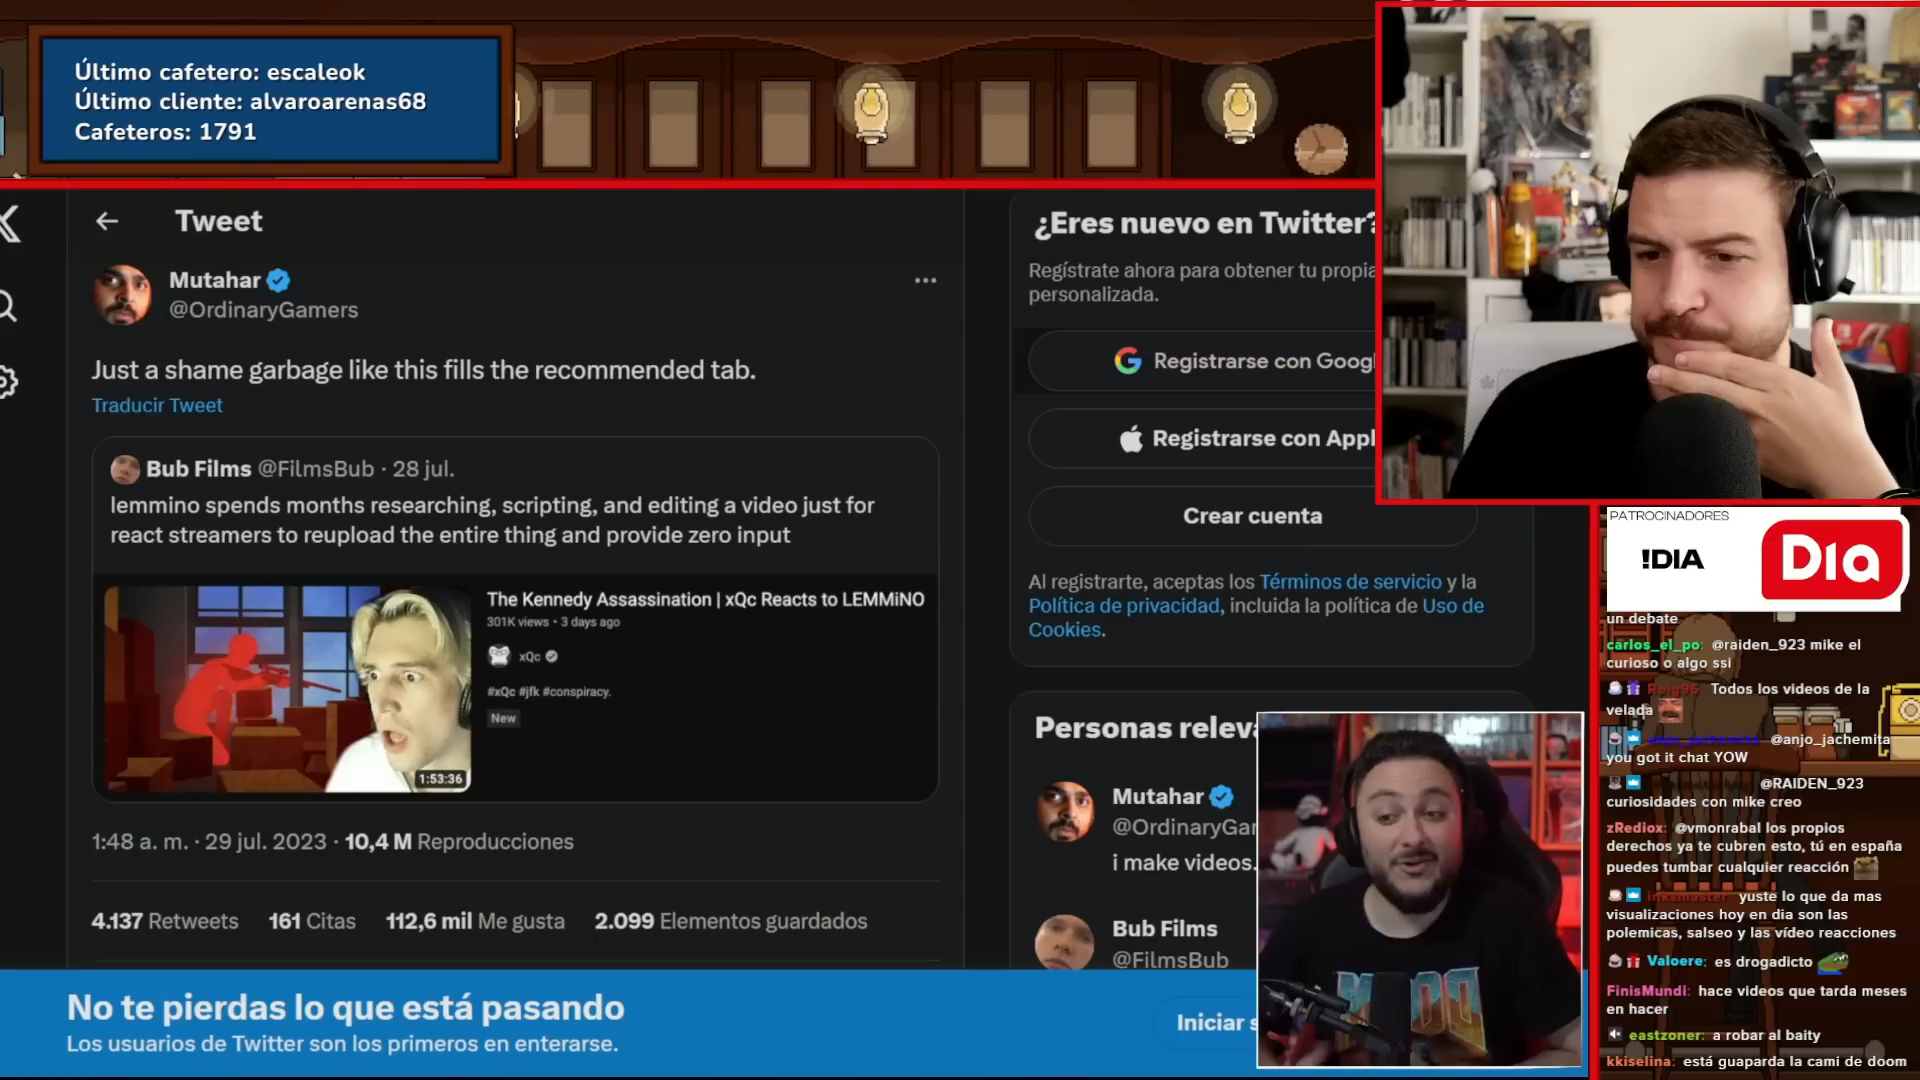 Último cafetero: escaleok
Último cliente: alvaroarenas68
Cafeteros: 1791
Tweet
Mutahar
@OrdinaryGamers
Just a shame garbage like this fills the recommended tab.
Traducir Tweet
Bub Films @FilmsBub · 28 jul.
lemmino spends months researching, scripting, and editing a video just for
react streamers to reupload the entire thing and provide zero input
The Kennedy Assassination | xQc Reacts to LEMMiNO
301K views • 3 days ago
xQc
#xQc #jfk #conspiracy.
New
1:53:36
1:48 a. m. · 29 jul. 2023 · 10,4 M Reproducciones
4.137 Retweets 161 Citas 112,6 mil Me gusta 2.099 Elementos guardados
¿Eres nuevo en Twitter?
Regístrate ahora para obtener tu propia
personalizada.
Registrarse con Goog
Registrarse con Appl
Crear cuenta
Al registrarte, aceptas los Términos de servicio y la
Política de privacidad, incluida la política de Uso de
Cookies.
Personas releva
Mutahar
@OrdinaryGar
i make videos.
Bub Films
@FilmsBub
No te pierdas lo que está pasando
Los usuarios de Twitter son los primeros en enterarse.
Iniciar s
PATROCINADORES
!DIA
Dia
un debate
carlos_el_po: @raiden_923 mike el
curioso o algo ssi
Roig96 Todos los videos de la
velada
anjo_jachemita @anjo_jachemita
you got it chat YOW
@RAIDEN_923
curiosidades con mike creo
zRediox: @vmonrabal los propios
derechos ya te cubren esto, tú en españa
puedes tumbar cualquier reacción
inksmaster yuste lo que da mas
visualizaciones hoy en dia son las
polemicas, salseo y las vídeo reacciones
Valoere: es drogadicto
FinisMundi: hace videos que tarda meses
en hacer
eastzoner: a robar al baity
kkiselina: está guaparda la cami de doom